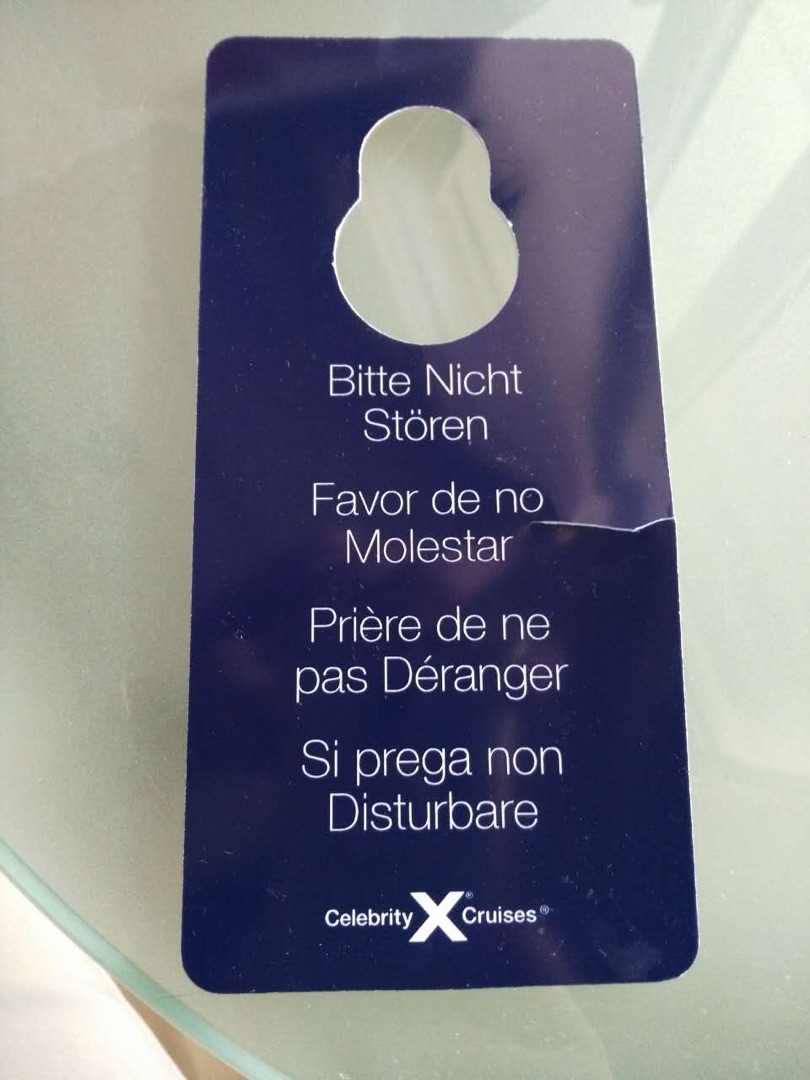 Bitte Nicht
Stören
Favor de no
Molestar
Prière de ne
pas Déranger
Si prega non
Disturbare
Celebrity X® Cruises®